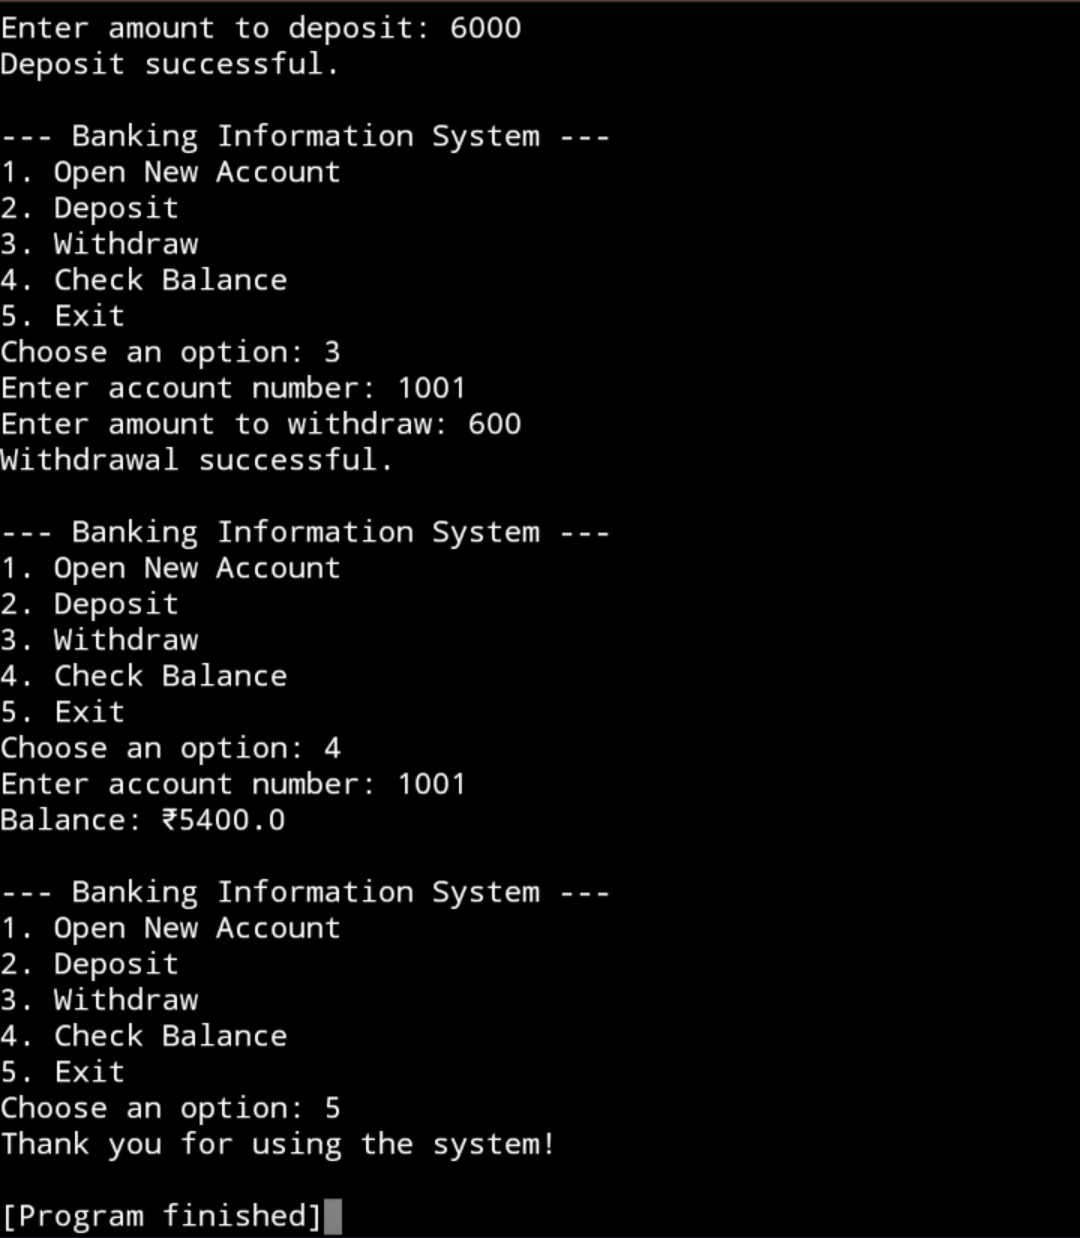 Enter amount to deposit: 6000
Deposit successful.
--- Banking Information System ---
1. Open New Account
2. Deposit
3. Withdraw
4. Check Balance
5. Exit
Choose an option: 3
Enter account number: 1001
Enter amount to withdraw: 600
Withdrawal successful.
--- Banking Information System ---
1. Open New Account
2. Deposit
3. Withdraw
4. Check Balance
5. Exit
Choose an option: 4
Enter account number: 1001
Balance: ₹5400.0
--- Banking Information System ---
1. Open New Account
2. Deposit
3. Withdraw
4. Check Balance
5. Exit
Choose an option: 5
Thank you for using the system!
[Program finished]